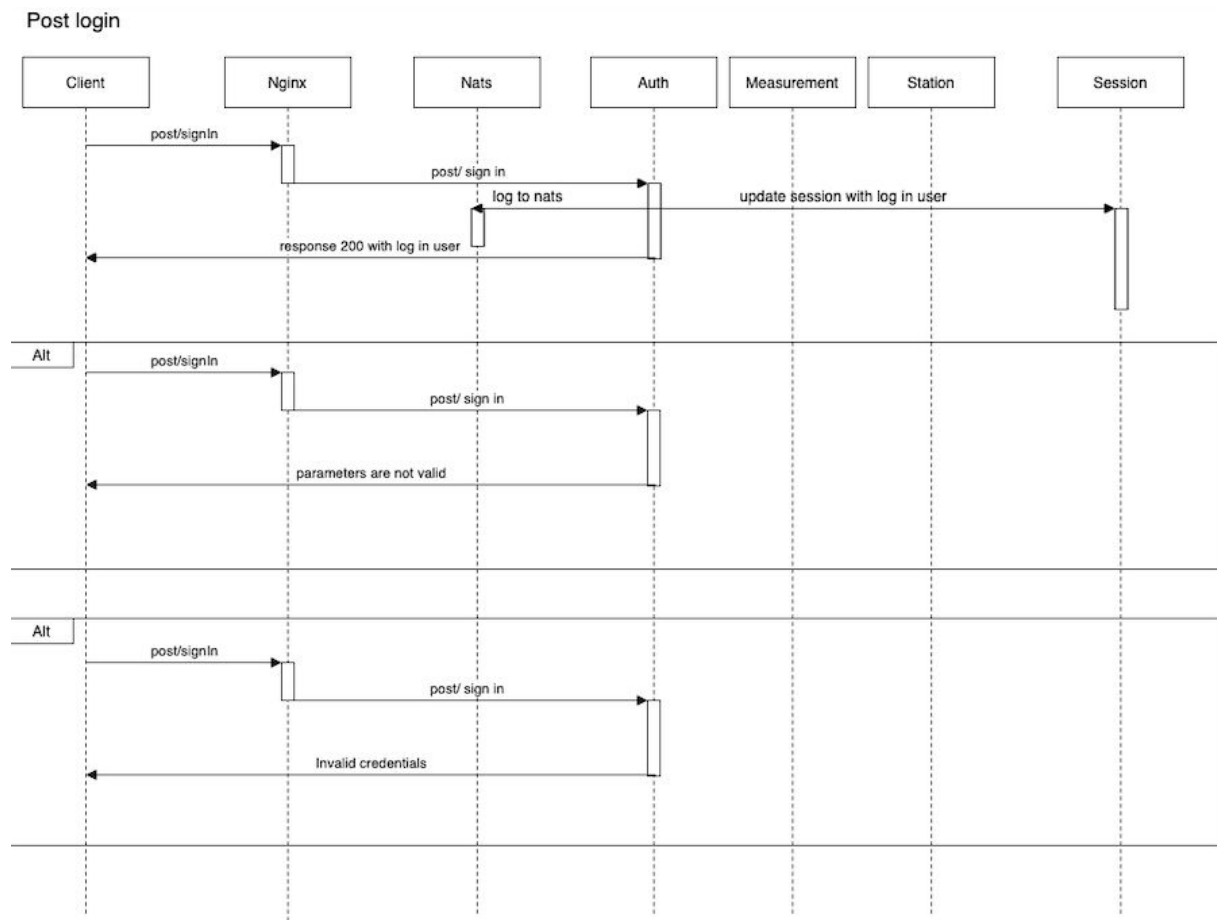 Post login
Client
Nginx
Nats
Auth
Measurement
Station
Session
post/signIn
post/ sign in
log to nats
update session with log in user
response 200 with log in user
Alt
post/signIn
post/ sign in
parameters are not valid
Alt
post/signIn
post/ sign in
Invalid credentials